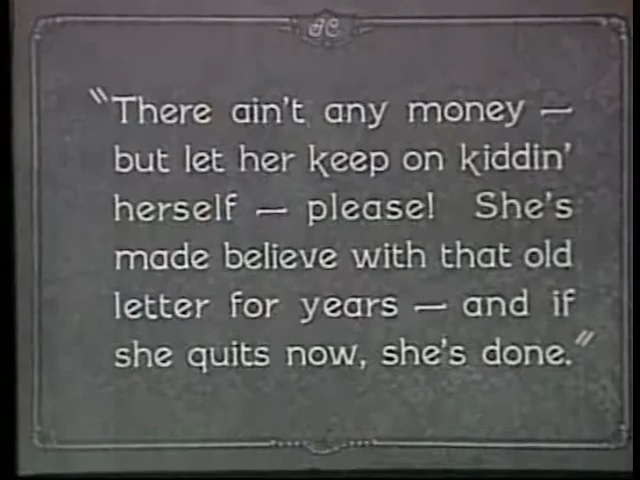 "There ain't any money —
but let her keep on kiddin'
herself — please! She's
made believe with that old
letter for years — and if
she quits now, she's done."